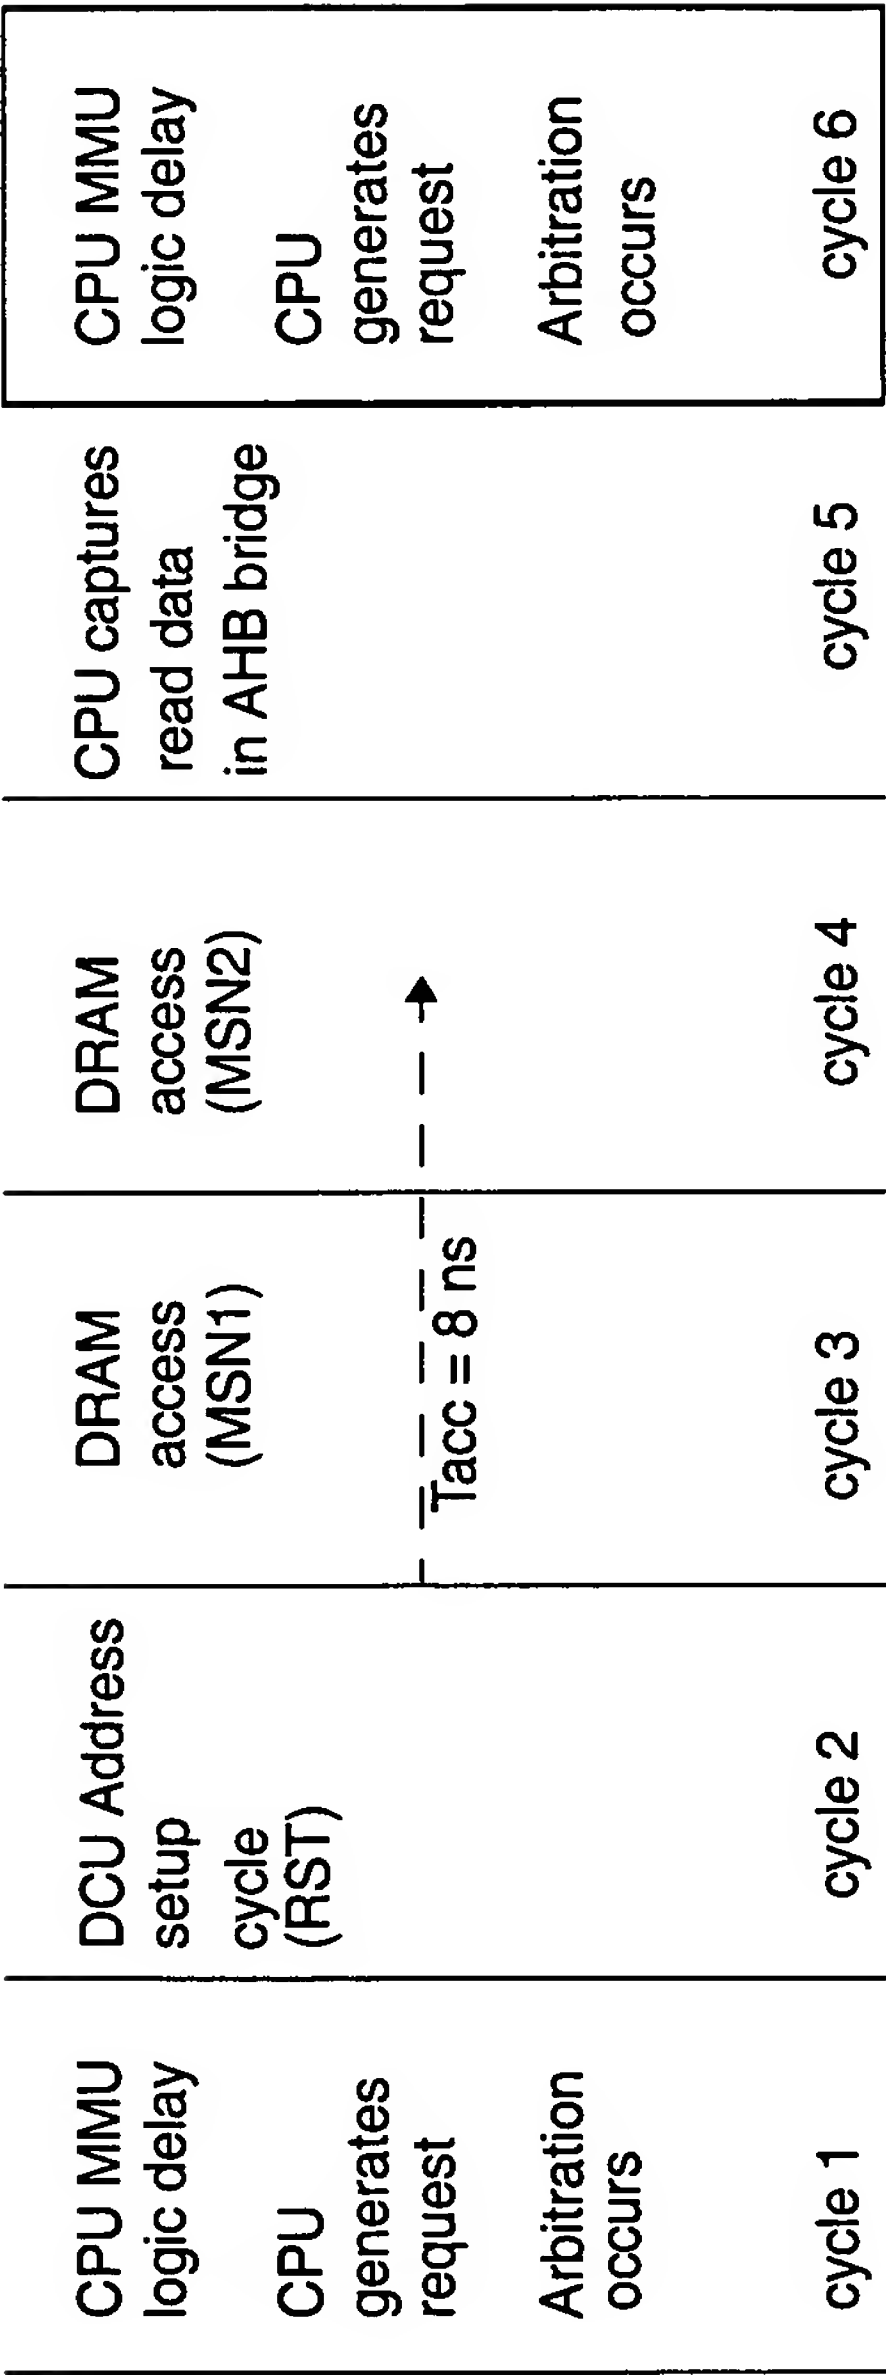 CPU MMU
logic delay
CPU
generates
request
Arbitration
occurs
cycle 1
DCU Address
setup
cycle
(RST)
cycle 2
DRAM
access
(MSN1)
Tacc = 8 ns
cycle 3
DRAM
access
(MSN2)
cycle 4
CPU captures
read data
in AHB bridge
cycle 5
CPU MMU
logic delay
CPU
generates
request
Arbitration
occurs
cycle 6